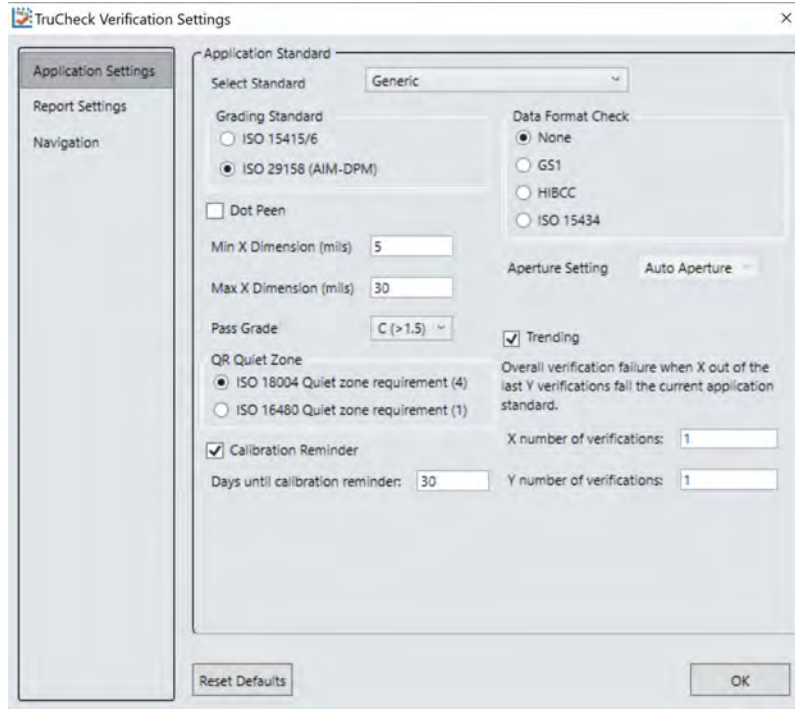 TruCheck Verification Settings
Application Settings
Report Settings
Navigation
Application Standard
Select Standard Generic
Grading Standard
ISO 15415/6
ISO 29158 (AIM-DPM)
Dot Peen
Min X Dimension (mils) 5
Max X Dimension (mils) 30
Pass Grade C (>1.5)
QR Quiet Zone
ISO 18004 Quiet zone requirement (4)
ISO 16480 Quiet zone requirement (1)
Calibration Reminder
Days until calibration reminder: 30
Data Format Check
None
GS1
HIBCC
ISO 15434
Aperture Setting Auto Aperture
Trending
Overall verification failure when X out of the
last Y verifications fail the current application
standard.
X number of verifications: 1
Y number of verifications: 1
Reset Defaults
OK